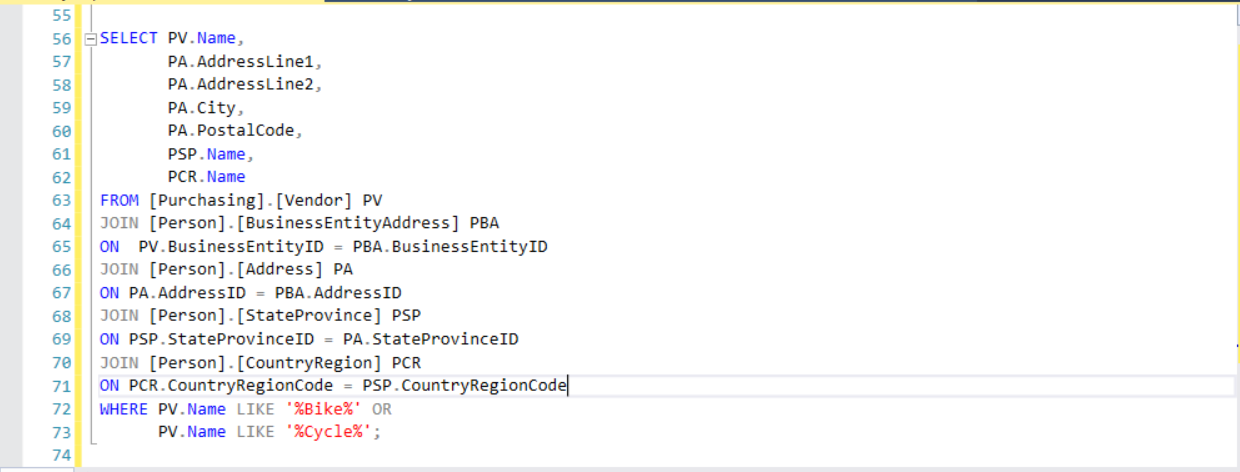 55
56 SELECT PV.Name,
57 PA.AddressLine1,
58 PA.AddressLine2,
59 PA.City,
60 PA.PostalCode,
61 PSP.Name,
62 PCR.Name
63 FROM [Purchasing].[Vendor] PV
64 JOIN [Person].[BusinessEntityAddress] PBA
65 ON  PV.BusinessEntityID = PBA.BusinessEntityID
66 JOIN [Person].[Address] PA
67 ON PA.AddressID = PBA.AddressID
68 JOIN [Person].[StateProvince] PSP
69 ON PSP.StateProvinceID = PA.StateProvinceID
70 JOIN [Person].[CountryRegion] PCR
71 ON PCR.CountryRegionCode = PSP.CountryRegionCode
72 WHERE PV.Name LIKE '%Bike%' OR
73 PV.Name LIKE '%Cycle%';
74